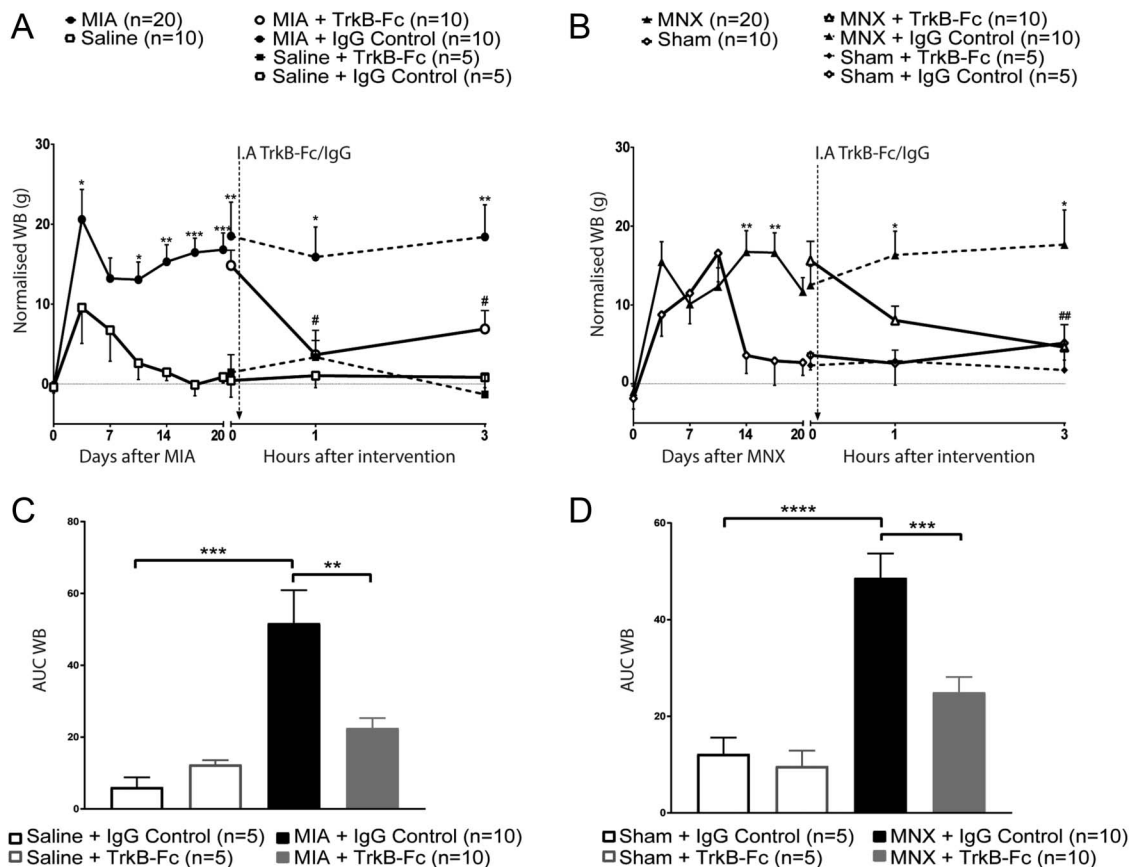 A
MIA (n=20)
Saline (n=10)
MIA + TrkB-Fc (n=10)
MIA + IgG Control (n=10)
Saline + TrkB-Fc (n=5)
Saline + IgG Control (n=5)
Normalised WB (g)
30
20
10
0
I.A TrkB-Fc/IgG
* * ** *** *** ** * **
# #
0 7 14 20 0 1 3
Days after MIA
Hours after intervention
B
MNX (n=20)
Sham (n=10)
MNX + TrkB-Fc (n=10)
MNX + IgG Control (n=10)
Sham + TrkB-Fc (n=5)
Sham + IgG Control (n=5)
Normalised WB (g)
30
20
10
0
I.A TrkB-Fc/IgG
** ** * *
##
0 7 14 20 0 1 3
Days after MNX
Hours after intervention
C
AUC WB
80
60
40
20
0
***
**
Saline + IgG Control (n=5)
Saline + TrkB-Fc (n=5)
MIA + IgG Control (n=10)
MIA + TrkB-Fc (n=10)
D
AUC WB
60
40
20
0
****
***
Sham + IgG Control (n=5)
Sham + TrkB-Fc (n=5)
MNX + IgG Control (n=10)
MNX + TrkB-Fc (n=10)